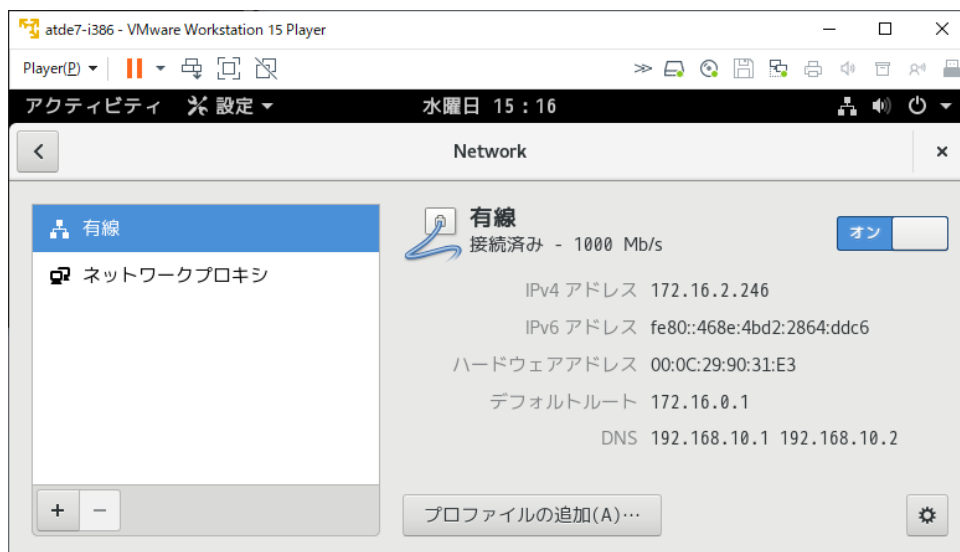 atde7-i386 - VMware Workstation 15 Player
Player(P)
アクティビティ 設定 水曜日 15:16
Network
有線
ネットワークプロキシ
有線
接続済み - 1000 Mb/s
オン
IPv4 アドレス 172.16.2.246
IPv6 アドレス fe80::468e:4bd2:2864:ddc6
ハードウェアアドレス 00:0C:29:90:31:E3
デフォルトルート 172.16.0.1
DNS 192.168.10.1 192.168.10.2
プロファイルの追加(A)…